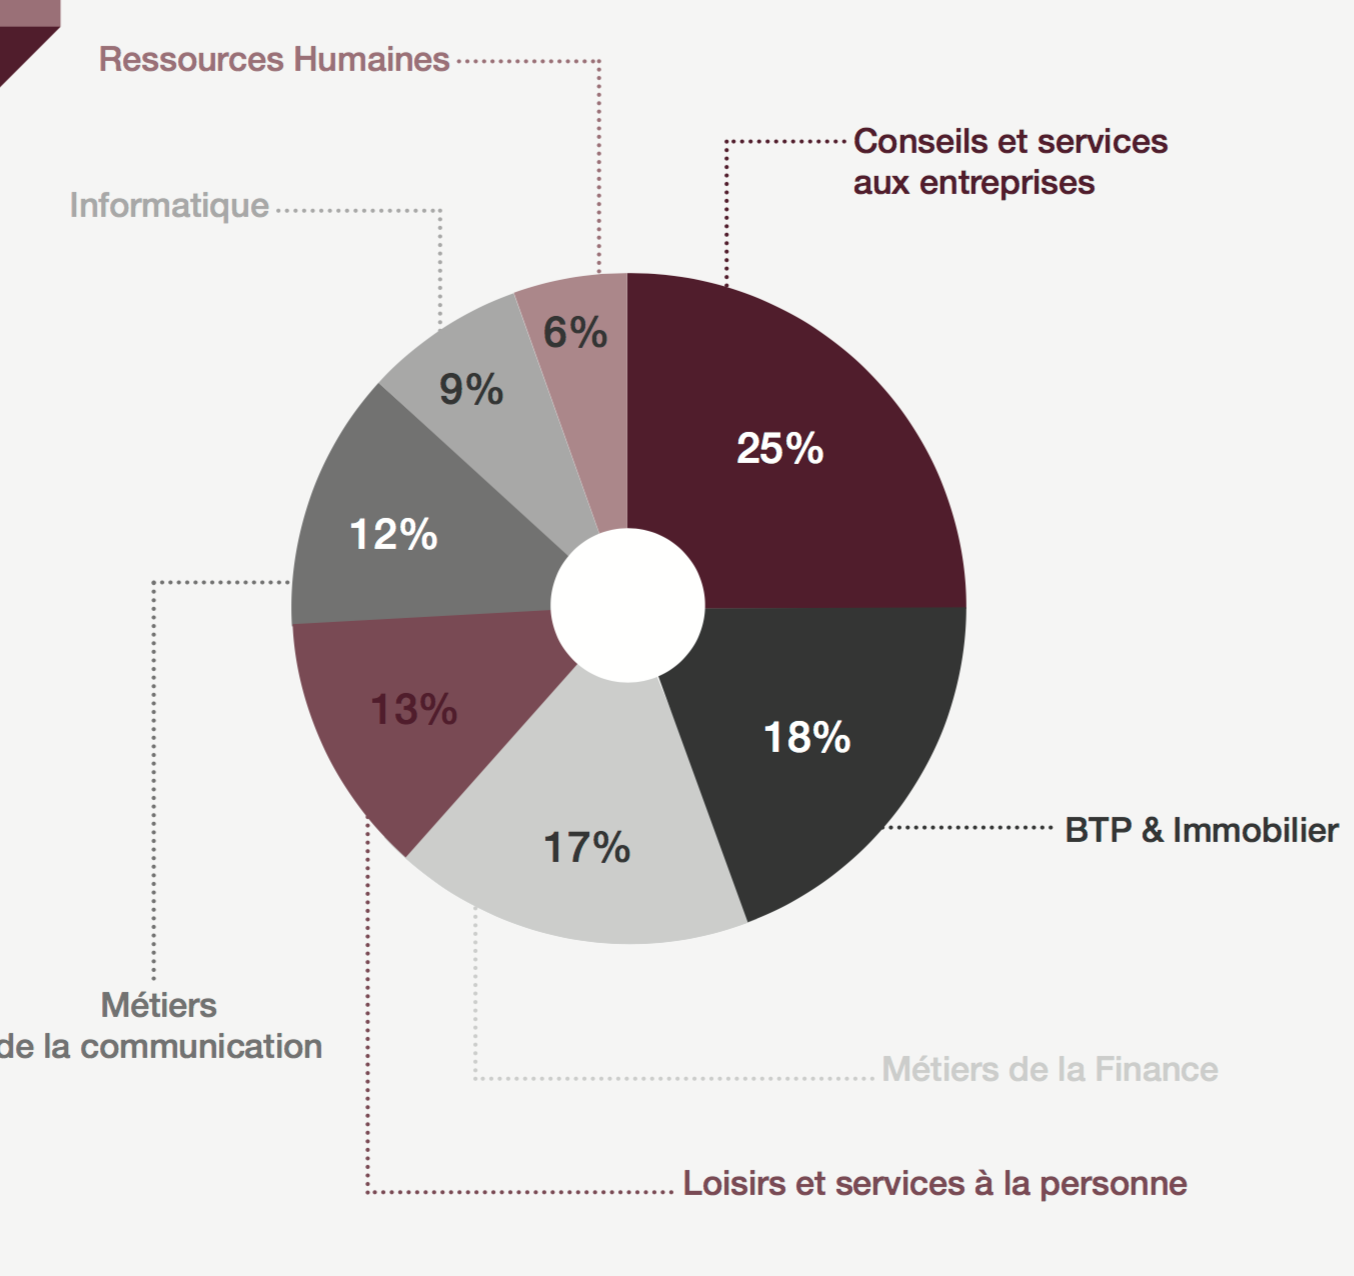 Ressources Humaines
Conseils et services
aux entreprises
Informatique
6%
9%
25%
12%
13%
18%
17%
BTP & Immobilier
Métiers
de la communication
Métiers de la Finance
Loisirs et services à la personne